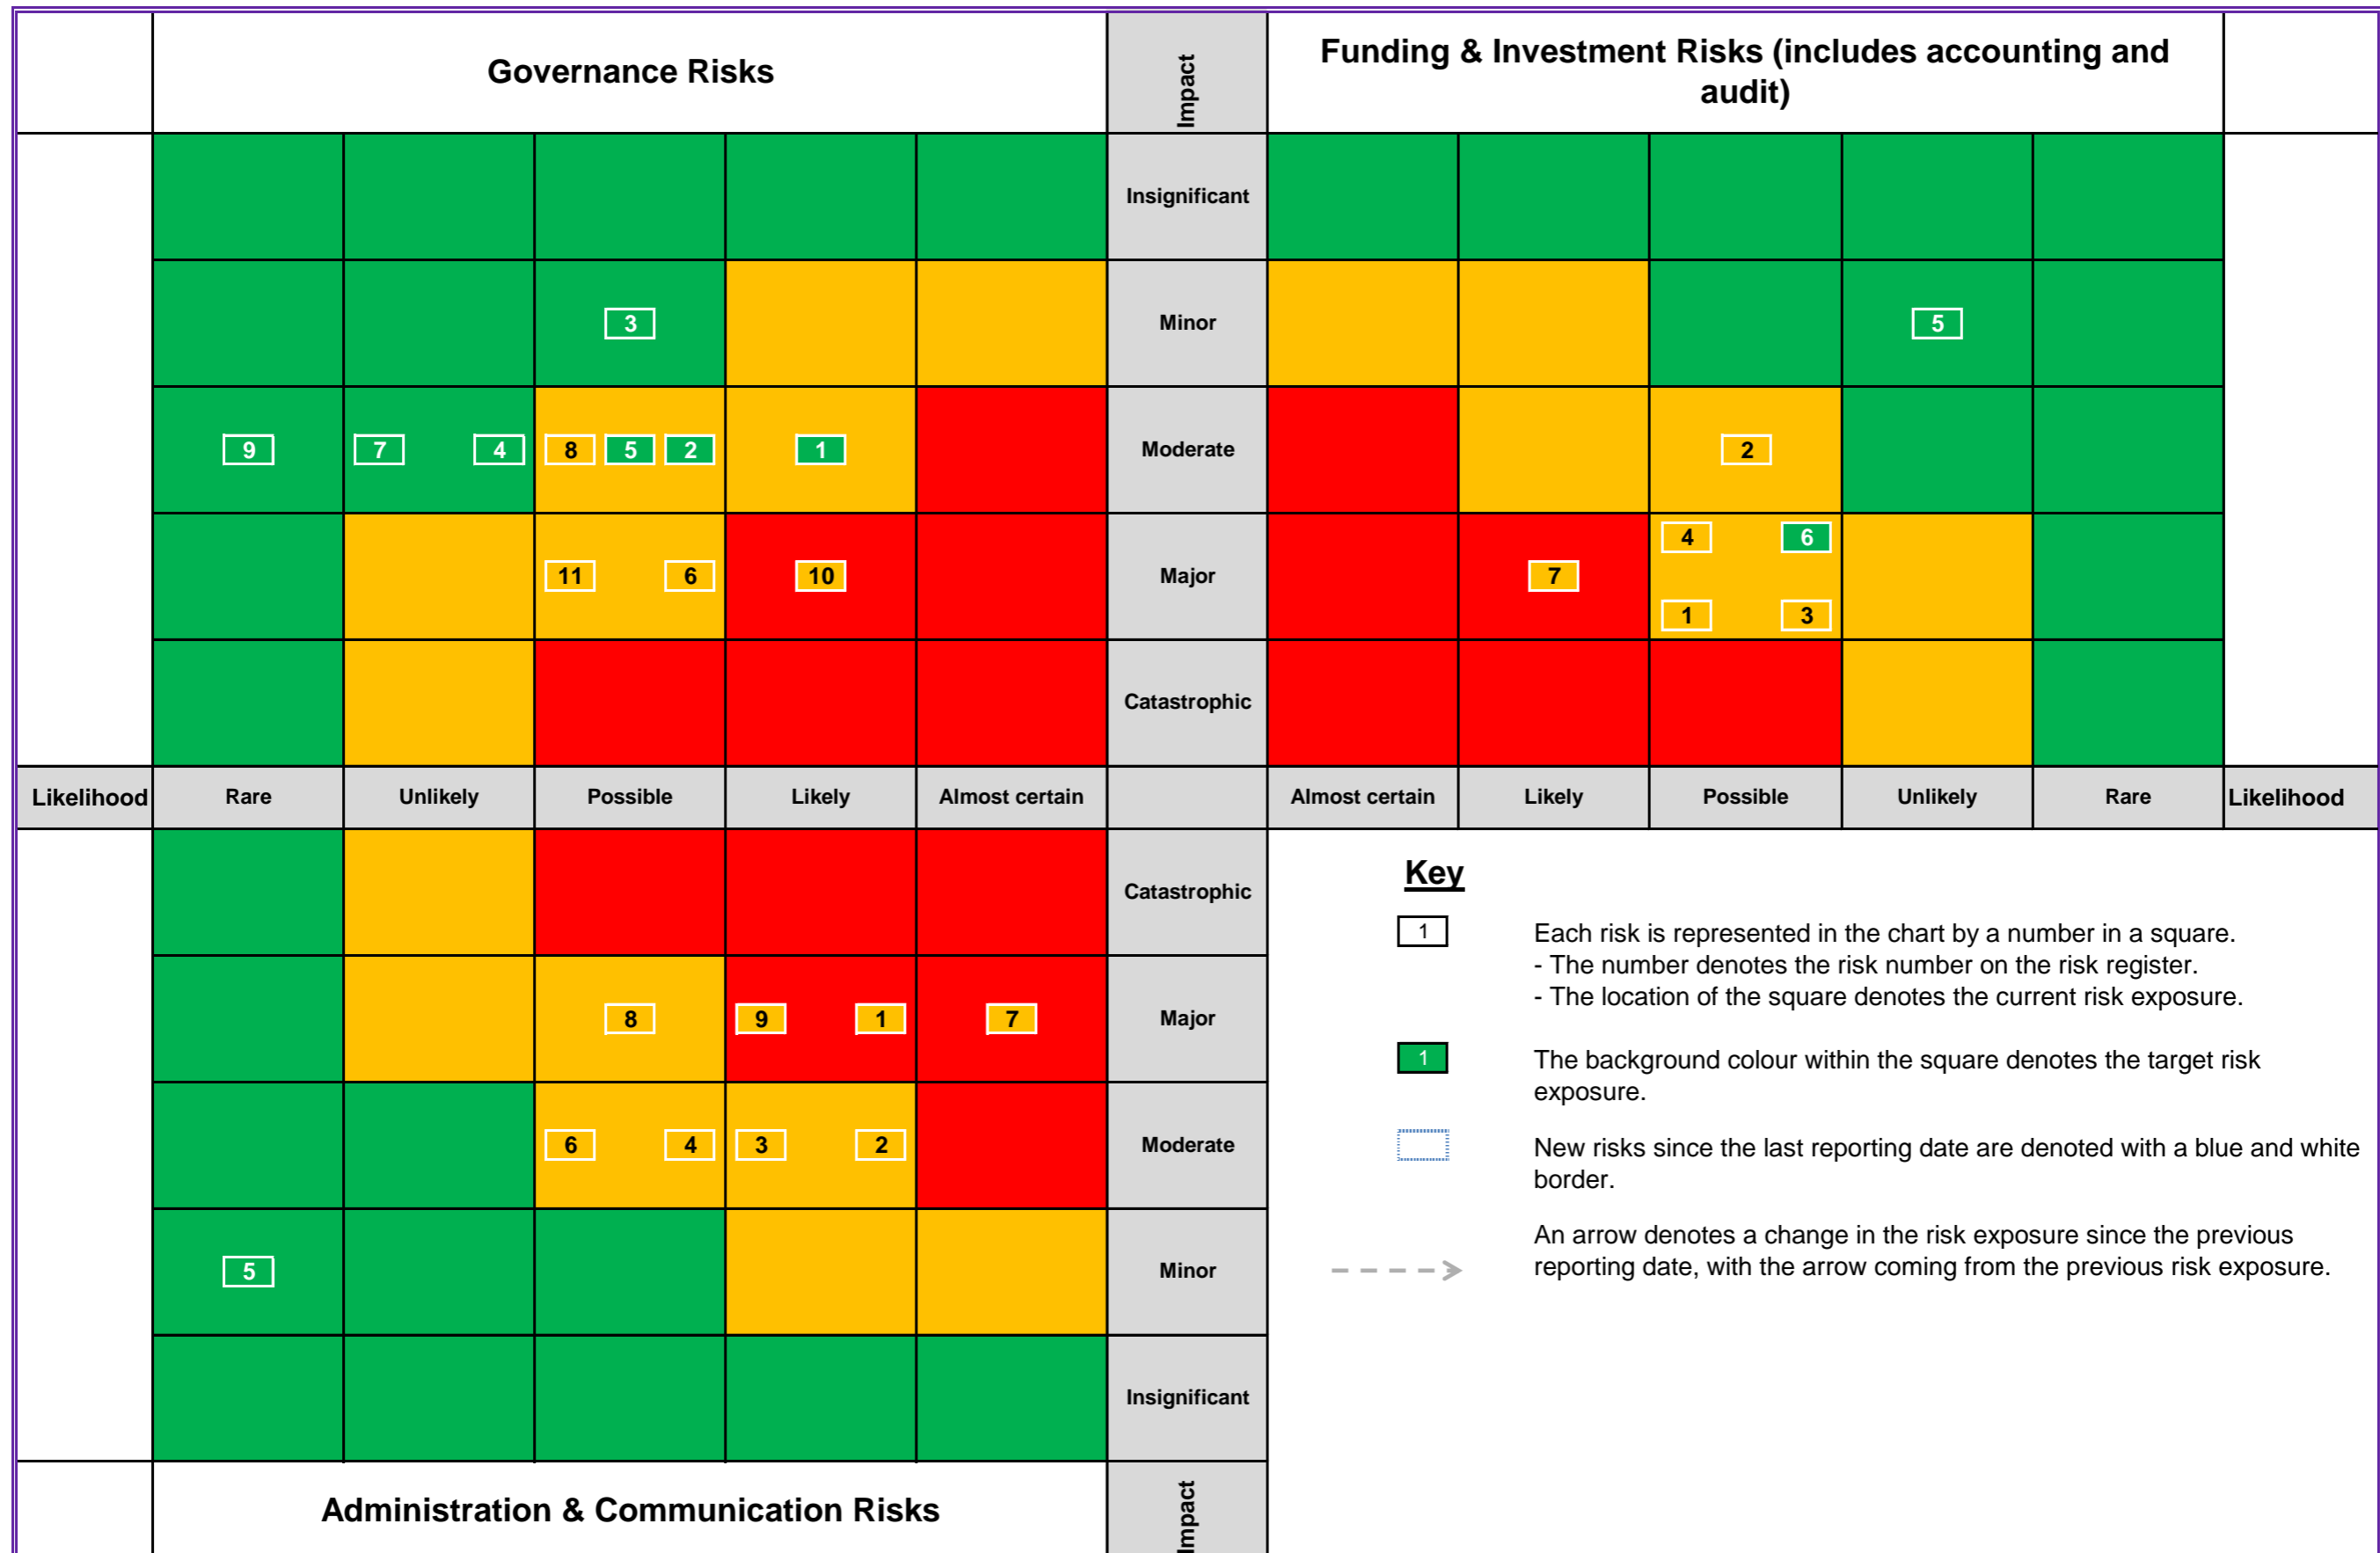 Governance Risks
Impact
Funding & Investment Risks (includes accounting and
audit)
Insignificant
3
Minor
5
9
7
4
8
5
2
1
Moderate
2
11
6
10
Major
7
4
6
1
3
Catastrophic
Likelihood
Rare
Unlikely
Possible
Likely
Almost certain
Almost certain
Likely
Possible
Unlikely
Rare
Likelihood
Catastrophic
8
9
1
7
Major
6
4
3
2
Moderate
5
Minor
Insignificant
Administration & Communication Risks
Impact
Key
1
Each risk is represented in the chart by a number in a square.
- The number denotes the risk number on the risk register.
- The location of the square denotes the current risk exposure.
1
The background colour within the square denotes the target risk
exposure.
New risks since the last reporting date are denoted with a blue and white
border.
An arrow denotes a change in the risk exposure since the previous
reporting date, with the arrow coming from the previous risk exposure.